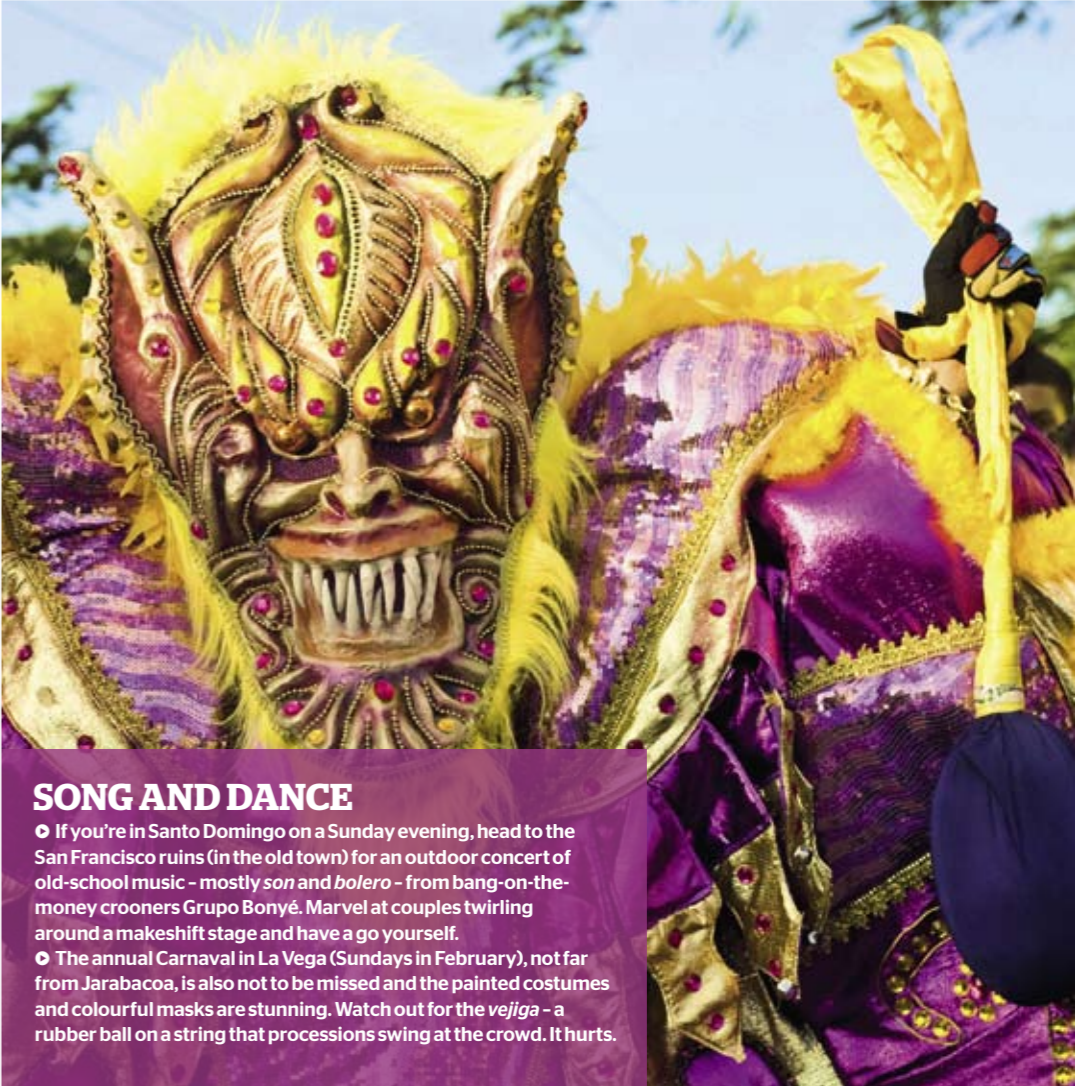 SONG AND DANCE
If you're in Santo Domingo on a Sunday evening, head to the
San Francisco ruins (in the old town) for an outdoor concert of
old-school music – mostly son and bolero – from bang-on-the-
money crooners Grupo Bonyé. Marvel at couples twirling
around a makeshift stage and have a go yourself.
The annual Carnaval in La Vega (Sundays in February), not far
from Jarabacoa, is also not to be missed and the painted costumes
and colourful masks are stunning. Watch out for the vejiga – a
rubber ball on a string that processions swing at the crowd. It hurts.